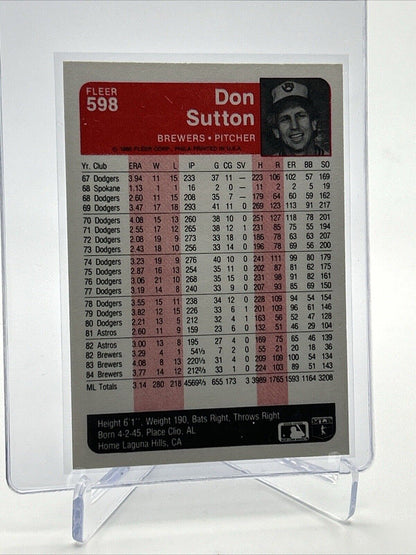 FLEER
598
Don
Sutton
BREWERS • PITCHER
© 1985 FLEER CORP., PHILA. PRINTED IN U.S.A.
Yr. Club ERA W L IP G CG SV H R ER BB SO
67 Dodgers 3.94 11 15 233 37 11 — 223 106 102 57 169
68 Spokane 1.13 1 1 16 2 0 — 11 2 5 6
68 Dodgers 2.60 11 15 208 35 7 — 179 64 60 59 162
69 Dodgers 3.47 17 18 293 41 11 0 269 123 113 91 217
70 Dodgers 4.08 15 13 260 38 10 0 251 127 118 78 201
71 Dodgers 2.55 17 12 265 38 12 1 231 85 75 55 194
72 Dodgers 2.08 19 9 273 33 18 0 186 78 63 63 207
73 Dodgers 2.43 18 10 256 33 14 0 196 78 69 56 200
74 Dodgers 3.23 19 9 276 40 10 0 241 111 99 80 179
75 Dodgers 2.87 16 13 254 35 11 0 202 87 81 62 175
76 Dodgers 3.06 21 10 268 35 15 0 231 98 91 82 161
77 Dodgers 3.19 14 8 240 33 9 0 207 93 85 69 150
78 Dodgers 3.55 15 11 238 34 12 0 228 109 94 54 154
79 Dodgers 3.82 12 15 226 33 6 1 201 109 96 61 146
80 Dodgers 2.21 13 5 212 32 4 1 163 56 52 47 128
81 Astros 2.60 11 9 159 23 6 0 132 51 46 29 104
82 Astros 3.00 13 8 195 27 4 0 169 75 65 46 139
82 Brewers 3.29 4 1 54⅔ 7 2 0 55 21 20 18 36
83 Brewers 4.08 8 13 220⅓ 31 4 0 209 109 100 54 134
84 Brewers 3.77 14 12 212⅔ 33 1 0 224 103 89 51 143
ML Totals 3.14 280 218 4569⅔ 655 173 3 3989 1765 1593 1164 3208
Height 6'1", Weight 190, Bats Right, Throws Right
Born 4-2-45, Place Clio, AL
Home Laguna Hills, CA